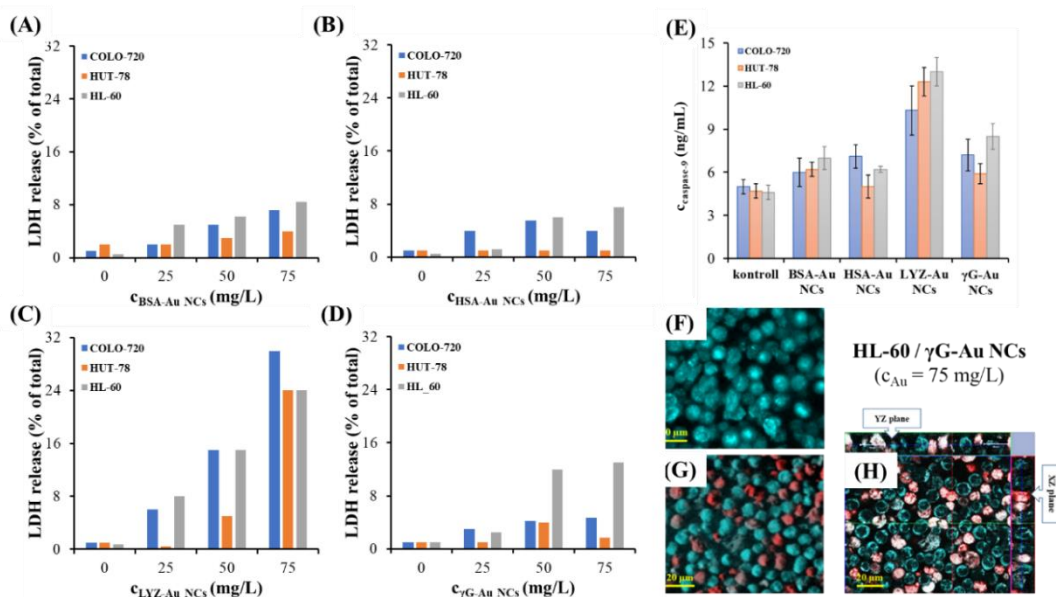 (A)
LDH release (% of total)
32
24
16
8
0
COLO-720
HUT-78
HL-60
0 25 50 75
cBSA-Au NCs (mg/L)
(B)
LDH release (% of total)
32
24
16
8
0
COLO-720
HUT-78
HL-60
0 25 50 75
cHSA-Au NCs (mg/L)
(E)
ccaspase-9 (ng/mL)
15
12
9
6
3
0
COLO-720
HUT-78
HL-60
kontroll BSA-Au HSA-Au LYZ-Au γG-Au
NCs NCs NCs NCs
(C)
LDH release (% of total)
32
24
16
8
0
COLO-720
HUT-78
HL-60
0 25 50 75
cLYZ-Au NCs (mg/L)
(D)
LDH release (% of total)
32
24
16
8
0
COLO-720
HUT-78
HL_60
0 25 50 75
cγG-Au NCs (mg/L)
(F)
0 µm
HL-60 / γG-Au NCs
(cAu = 75 mg/L)
(G)
20 µm
YZ plane
(H)
XZ plane
20 µm